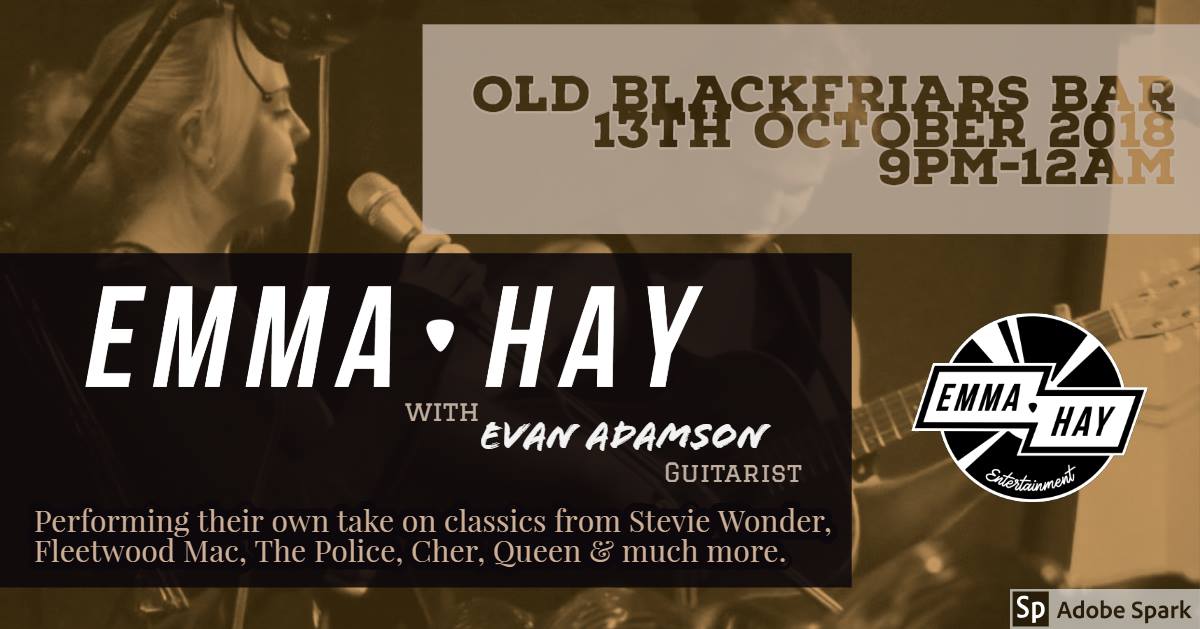 OLD BLACKFRIARS BAR
13TH OCTOBER 2018
9PM-12AM
EMMA HAY
WITH
EVAN ADAMSON
GUITARIST
Performing their own take on classics from Stevie Wonder,
Fleetwood Mac, The Police, Cher, Queen & much more.
EMMA
HAY
Entertainment
Sp Adobe Spark